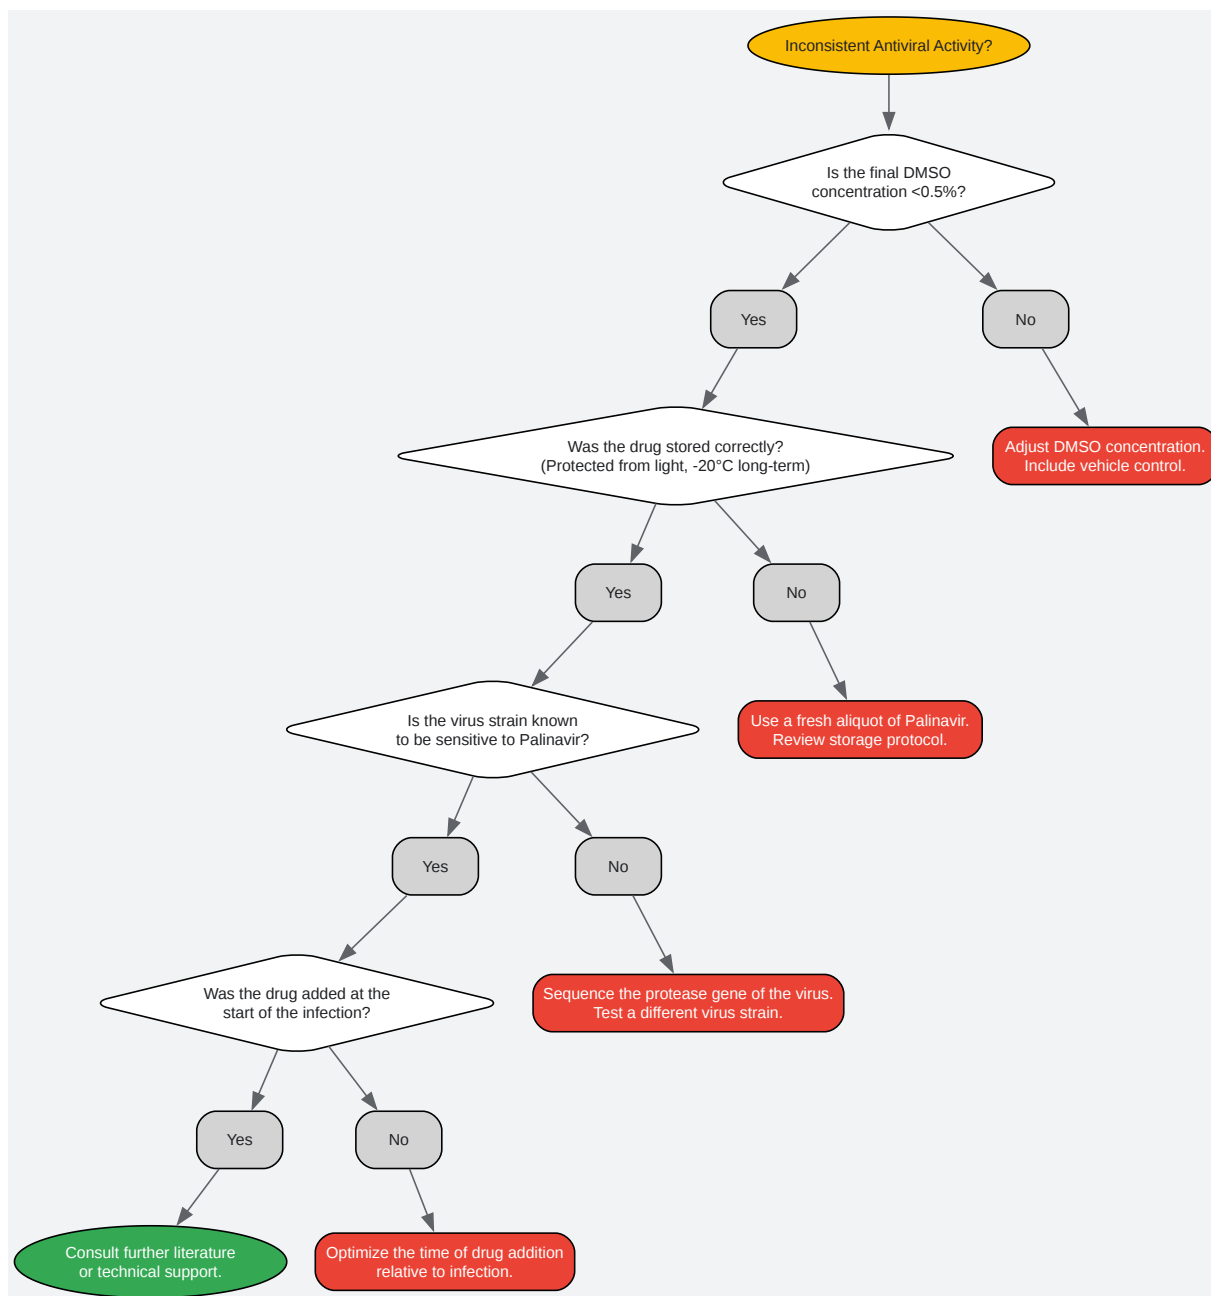 Inconsistent Antiviral Activity?
Is the final DMSO
concentration <0.5%?
Yes
No
Was the drug stored correctly?
(Protected from light, -20°C long-term)
Adjust DMSO concentration.
Include vehicle control.
Yes
No
Is the virus strain known
to be sensitive to Palinavir?
Use a fresh aliquot of Palinavir.
Review storage protocol.
Yes
No
Was the drug added at the
start of the infection?
Sequence the protease gene of the virus.
Test a different virus strain.
Yes
No
Consult further literature
or technical support.
Optimize the time of drug addition
relative to infection.